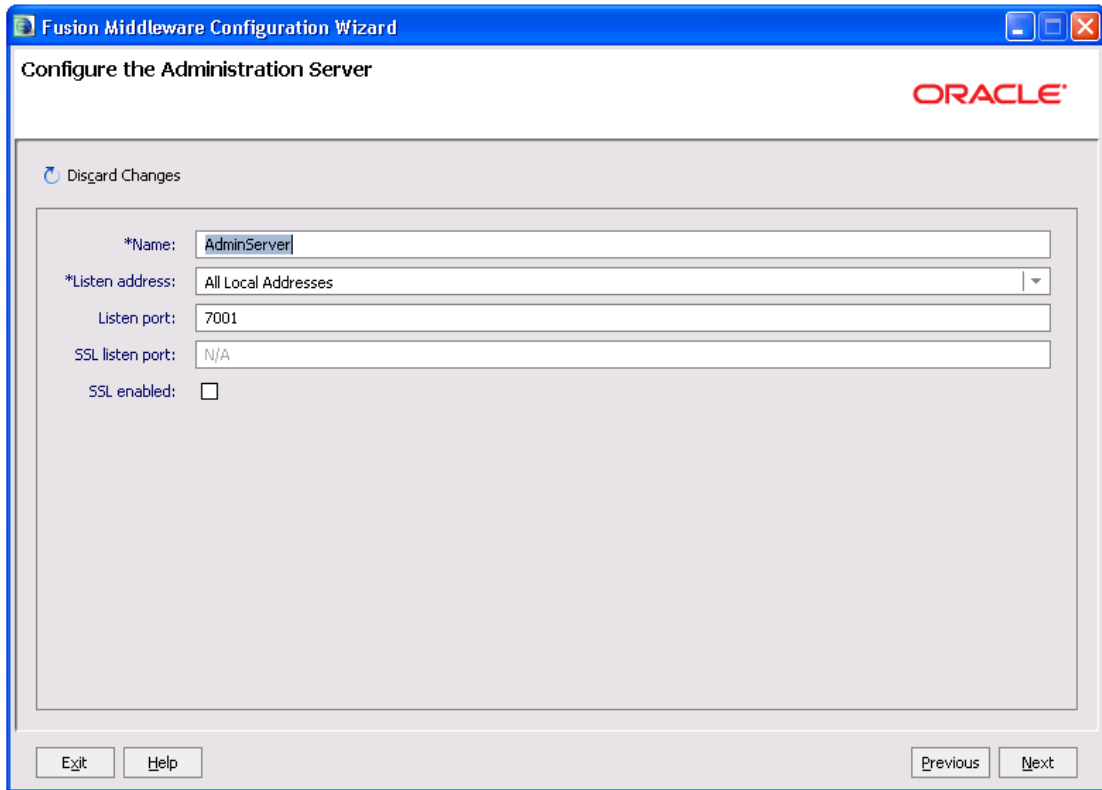 Fusion Middleware Configuration Wizard
Configure the Administration Server
ORACLE
Discard Changes
*Name: AdminServer
*Listen address: All Local Addresses
Listen port: 7001
SSL listen port: N/A
SSL enabled:
Exit Help Previous Next